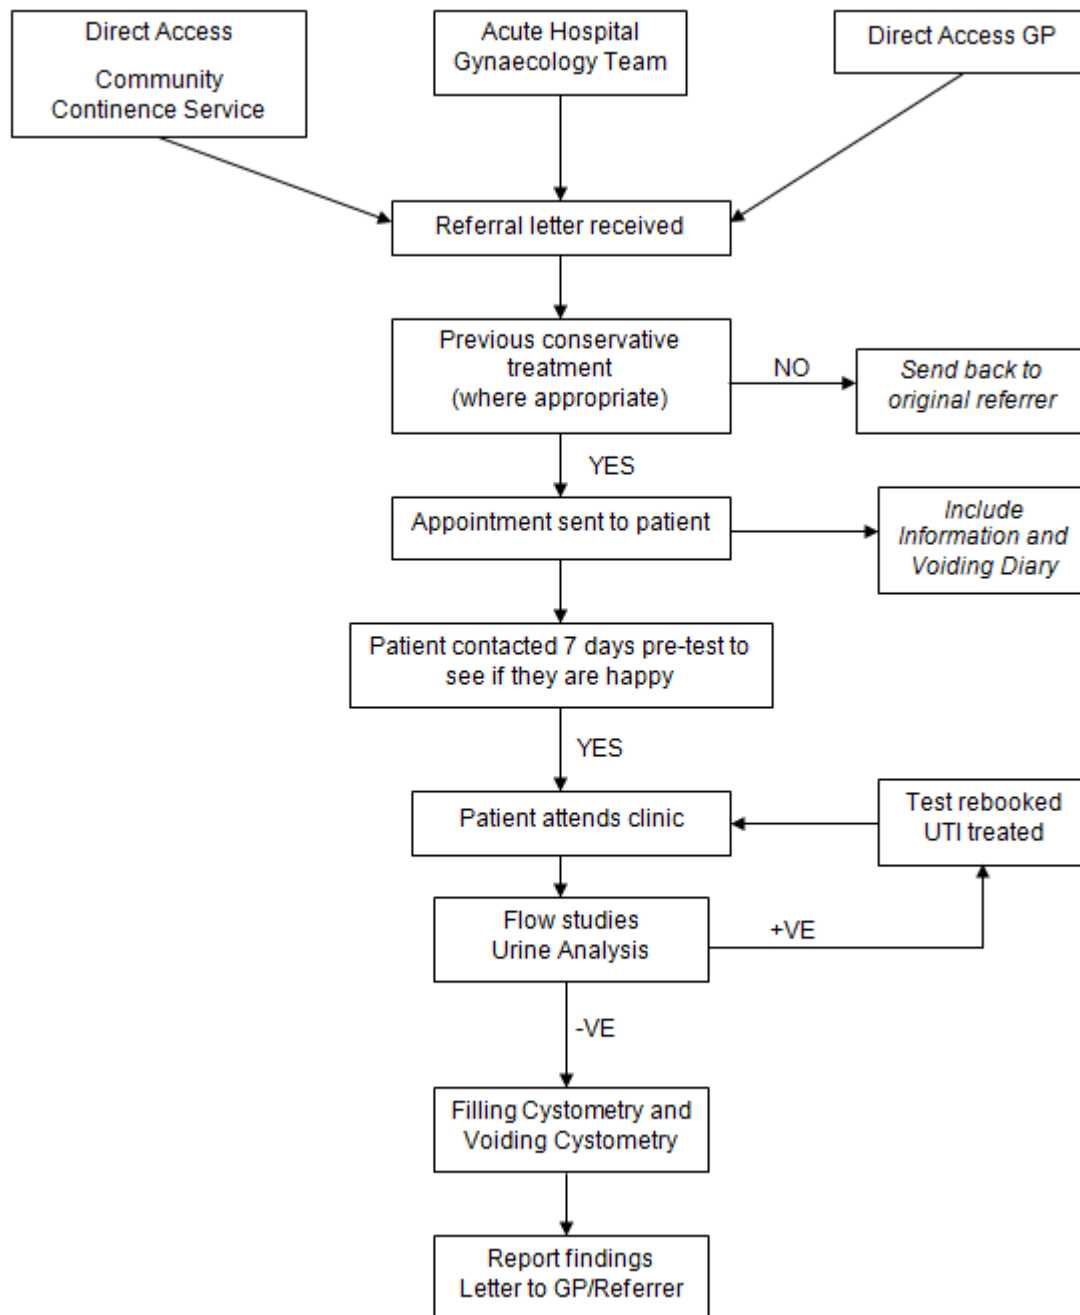 Direct Access
Community
Continence Service
Acute Hospital
Gynaecology Team
Direct Access GP
Referral letter received
Previous conservative
treatment
(where appropriate)
NO
Send back to
original referrer
YES
Appointment sent to patient
Include
Information and
Voiding Diary
Patient contacted 7 days pre-test to
see if they are happy
YES
Patient attends clinic
Test rebooked
UTI treated
Flow studies
Urine Analysis
+VE
-VE
Filling Cystometry and
Voiding Cystometry
Report findings
Letter to GP/Referrer